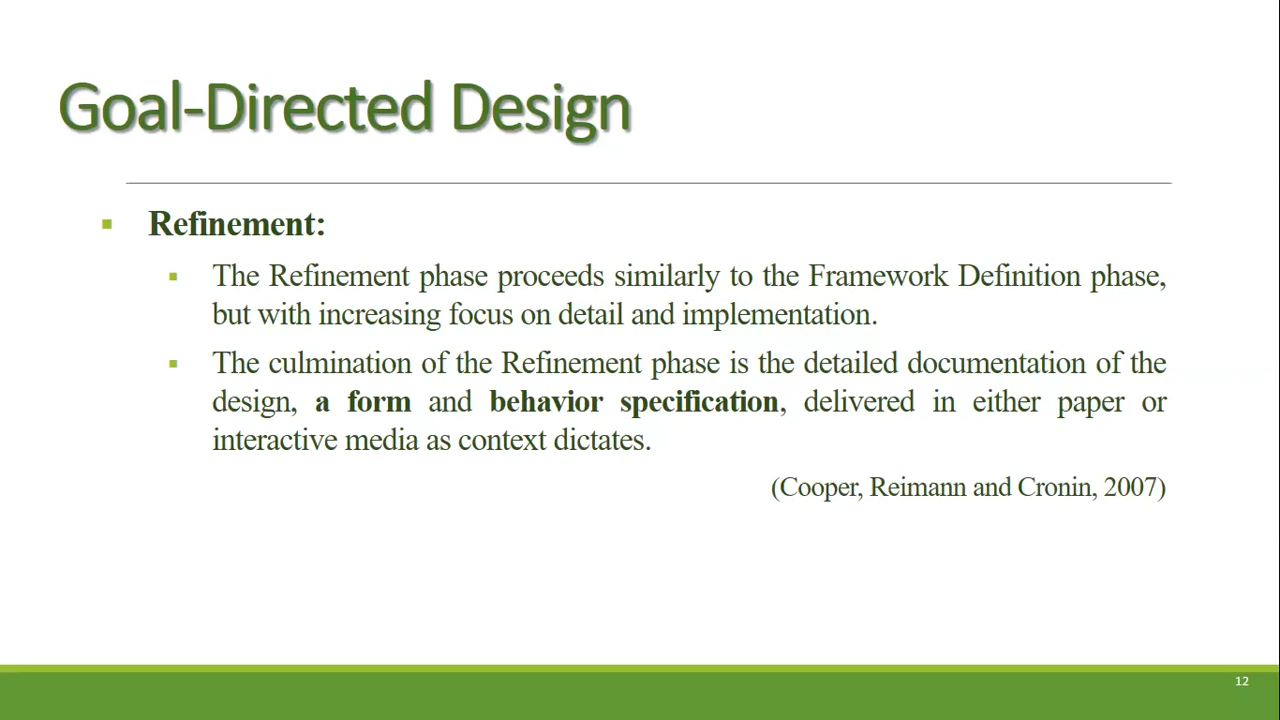 Goal-Directed Design
Refinement:
The Refinement phase proceeds similarly to the Framework Definition phase,
but with increasing focus on detail and implementation.
The culmination of the Refinement phase is the detailed documentation of the
design, a form and behavior specification, delivered in either paper or
interactive media as context dictates.
(Cooper, Reimann and Cronin, 2007)
12